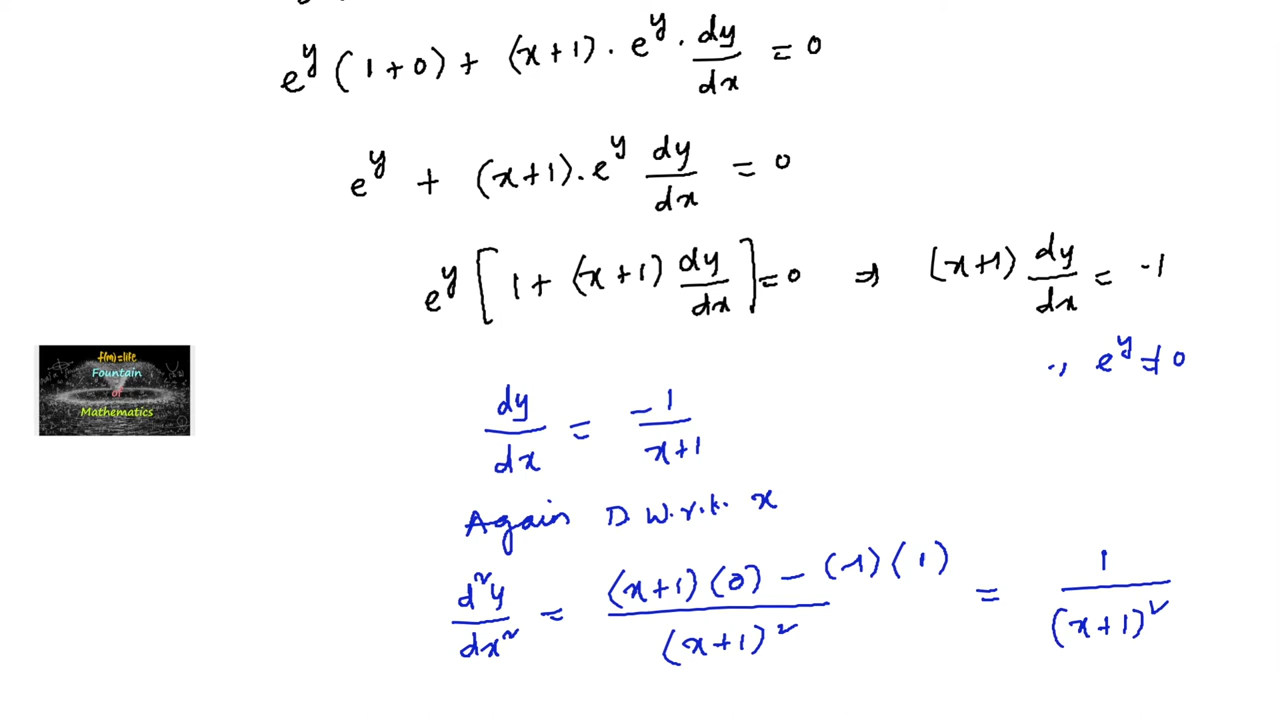 e^y (1+0) + (x+1) · e^y · dy/dx = 0
e^y + (x+1) · e^y dy/dx = 0
e^y [1 + (x+1) dy/dx] = 0 ⇒ (x+1) dy/dx = -1
∵ e^y ≠ 0
f(m)=life
Fountain
of
Mathematics
dy/dx = -1/(x+1)
Again D.W.r.t. x
d²y/dx² = ((x+1)(0) - (-1)(1))/(x+1)² = 1/(x+1)²